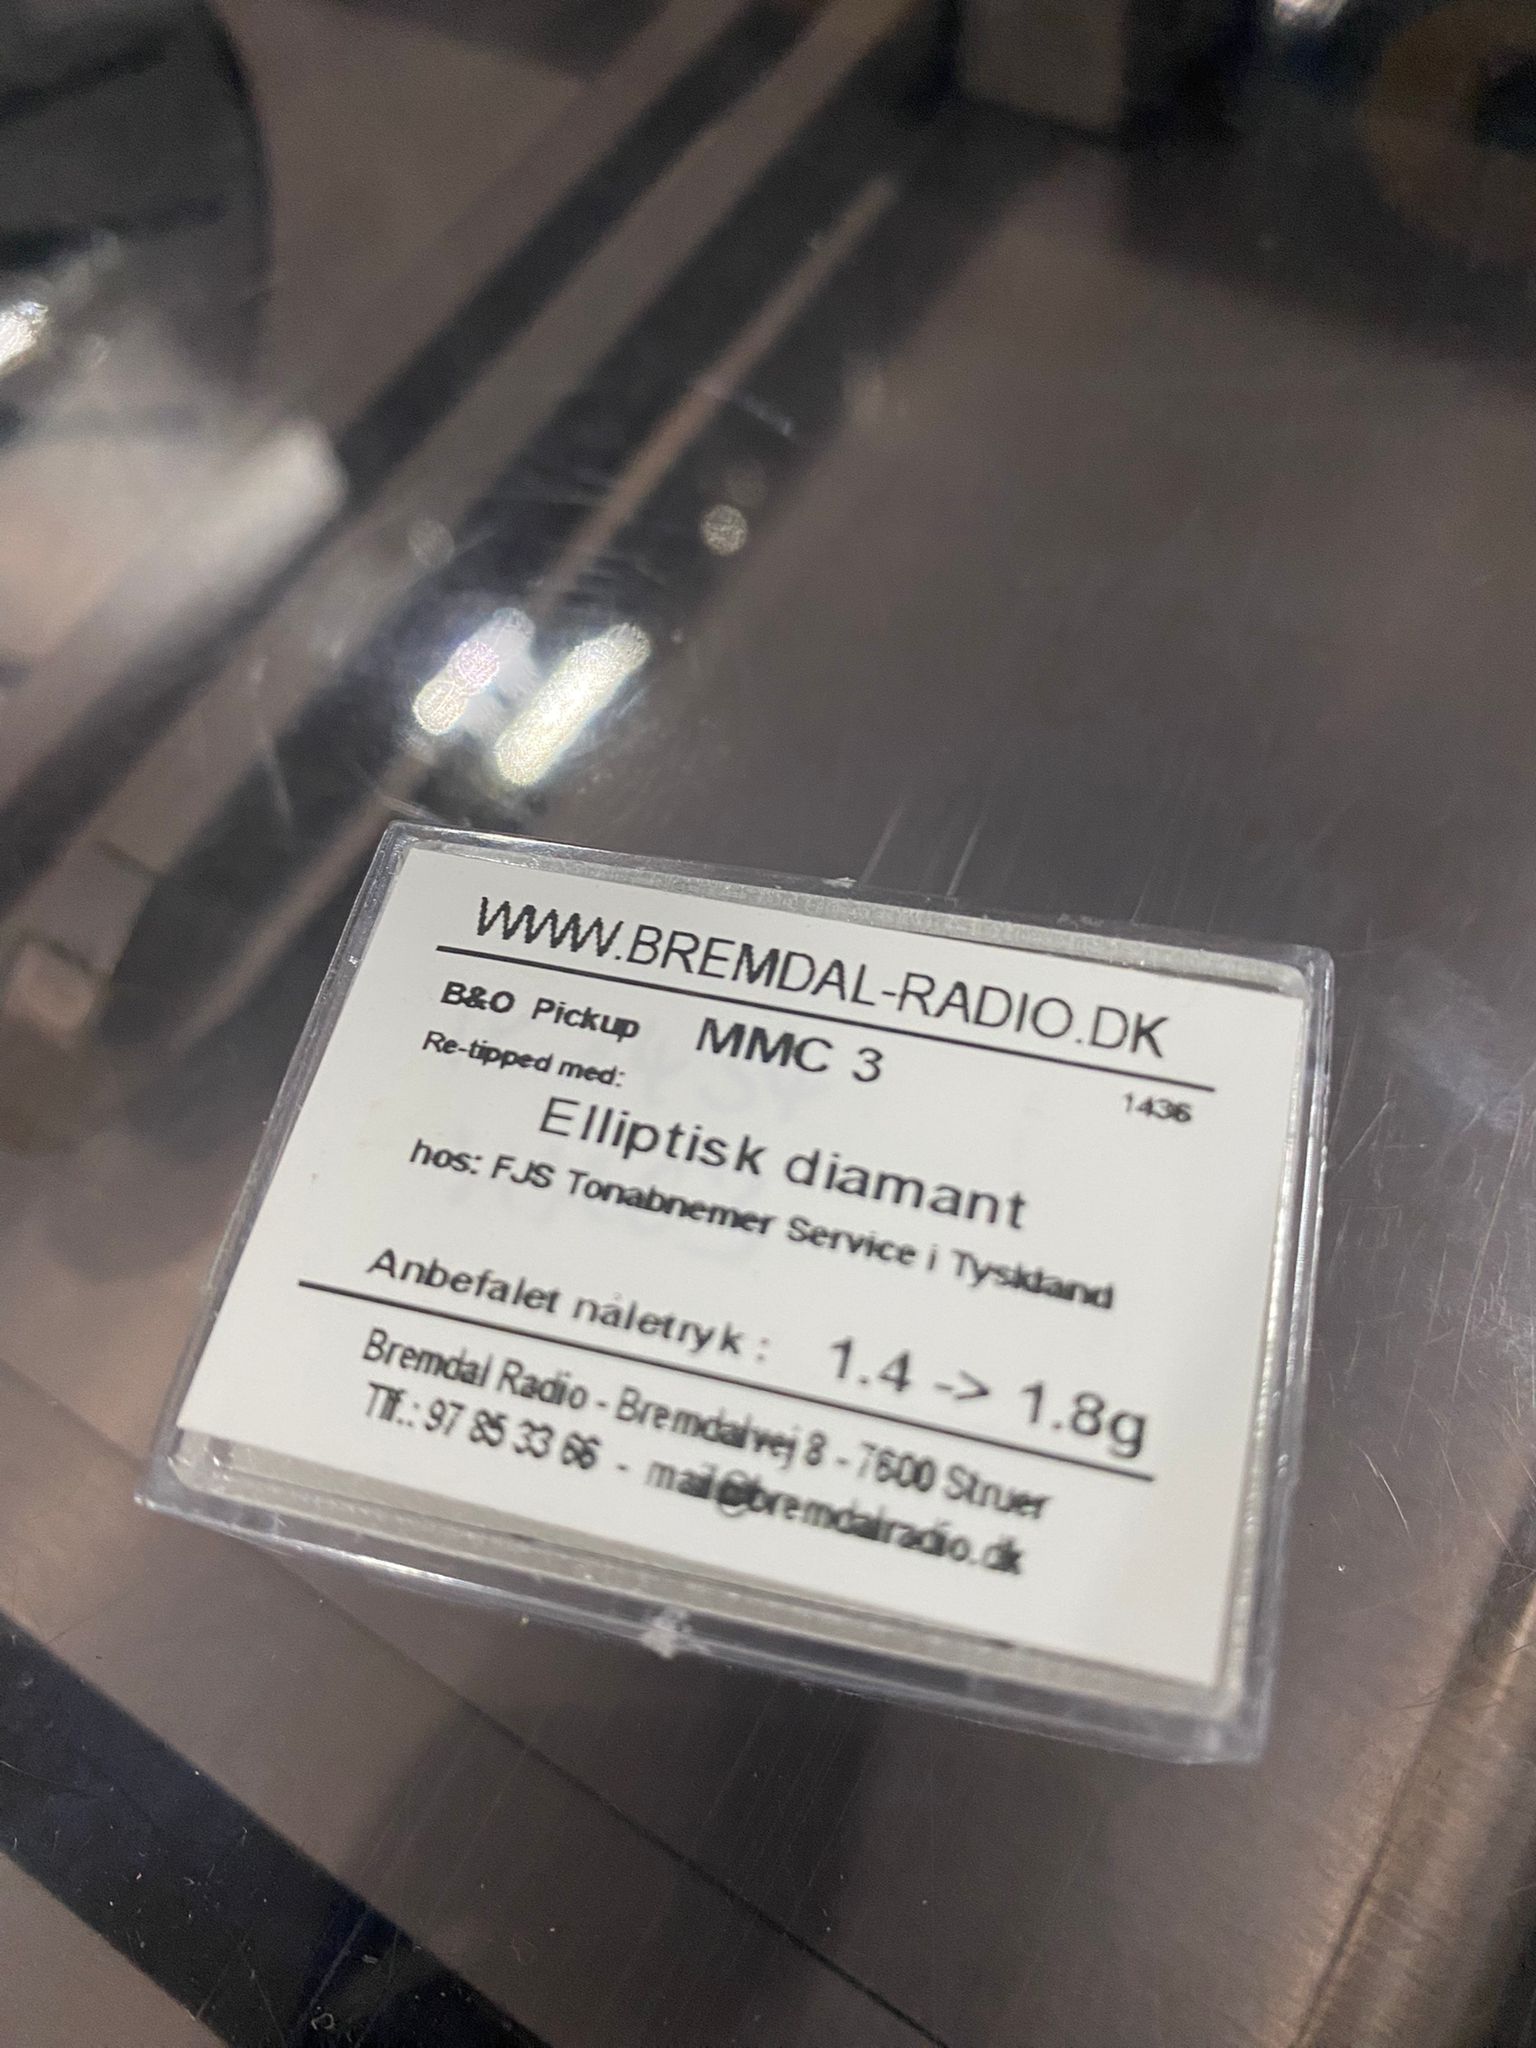 WWW.BREMDAL-RADIO.DK
B&O Pickup MMC 3
1436
Re-tipped med:
Elliptisk diamant
hos: FJS Tonabnemer Service i Tyskland
Anbefalet nåletryk : 1.4 -> 1.8g
Bremdal Radio - Bremdalvej 8 - 7600 Struer
Tlf.: 97 85 33 66 - mail@bremdalradio.dk